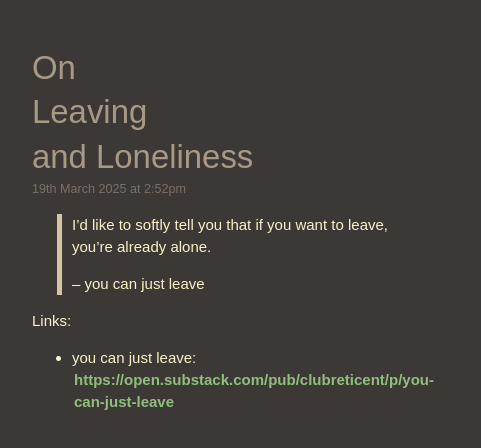 On
Leaving
and Loneliness
19th March 2025 at 2:52pm
I’d like to softly tell you that if you want to leave,
you’re already alone.
– you can just leave
Links:
• you can just leave:
https://open.substack.com/pub/clubreticent/p/you-
can-just-leave